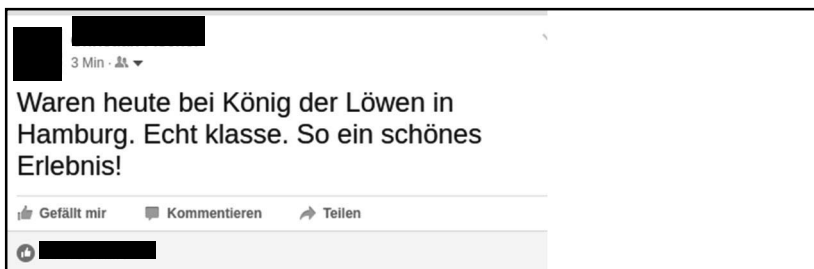 3 Min ·
Waren heute bei König der Löwen in
Hamburg. Echt klasse. So ein schönes
Erlebnis!
Gefällt mir Kommentieren Teilen